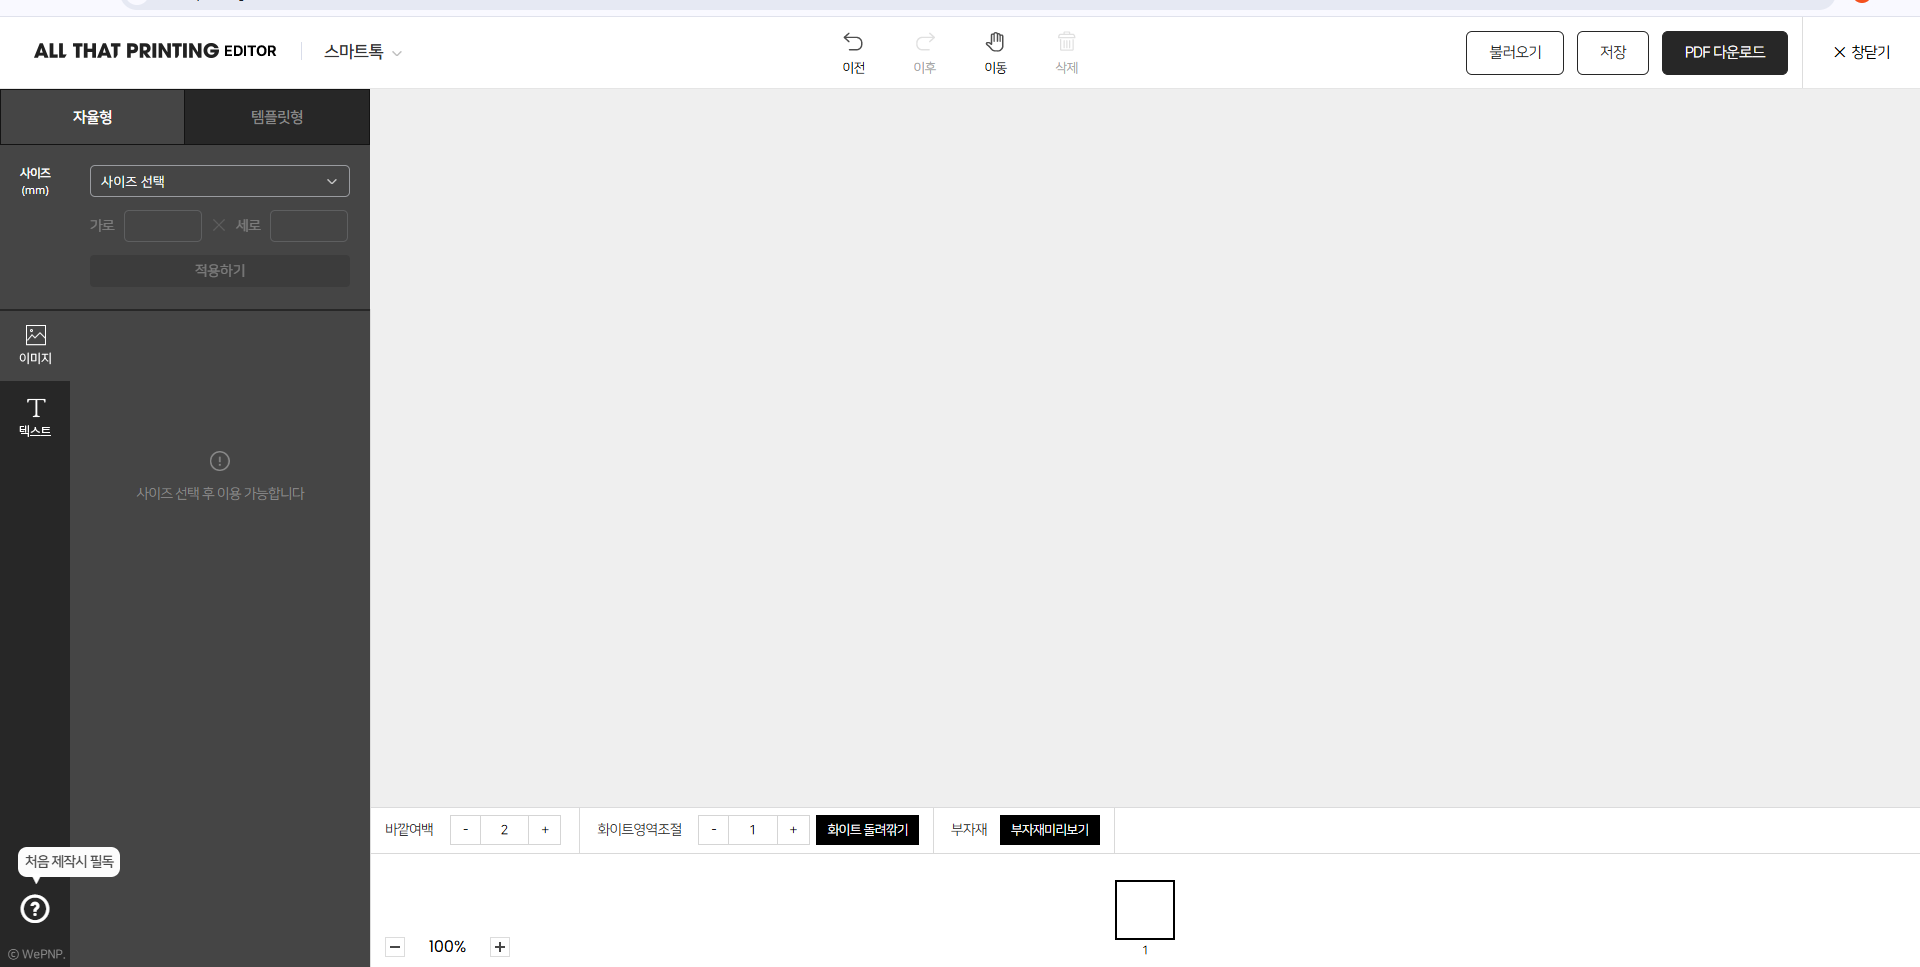 ALL THAT PRINTING EDITOR
스마트톡
이전
이후
이동
삭제
불러오기
저장
PDF 다운로드
창닫기
자율형
템플릿형
사이즈
(mm)
사이즈 선택
가로
세로
적용하기
이미지
텍스트
사이즈 선택 후 이용 가능합니다
바깥여백
- 2 +
화이트영역조절
- 1 +
화이트 돌려깎기
부자재
부자재미리보기
처음 제작시 필독
?
© WePNP.
100%
1